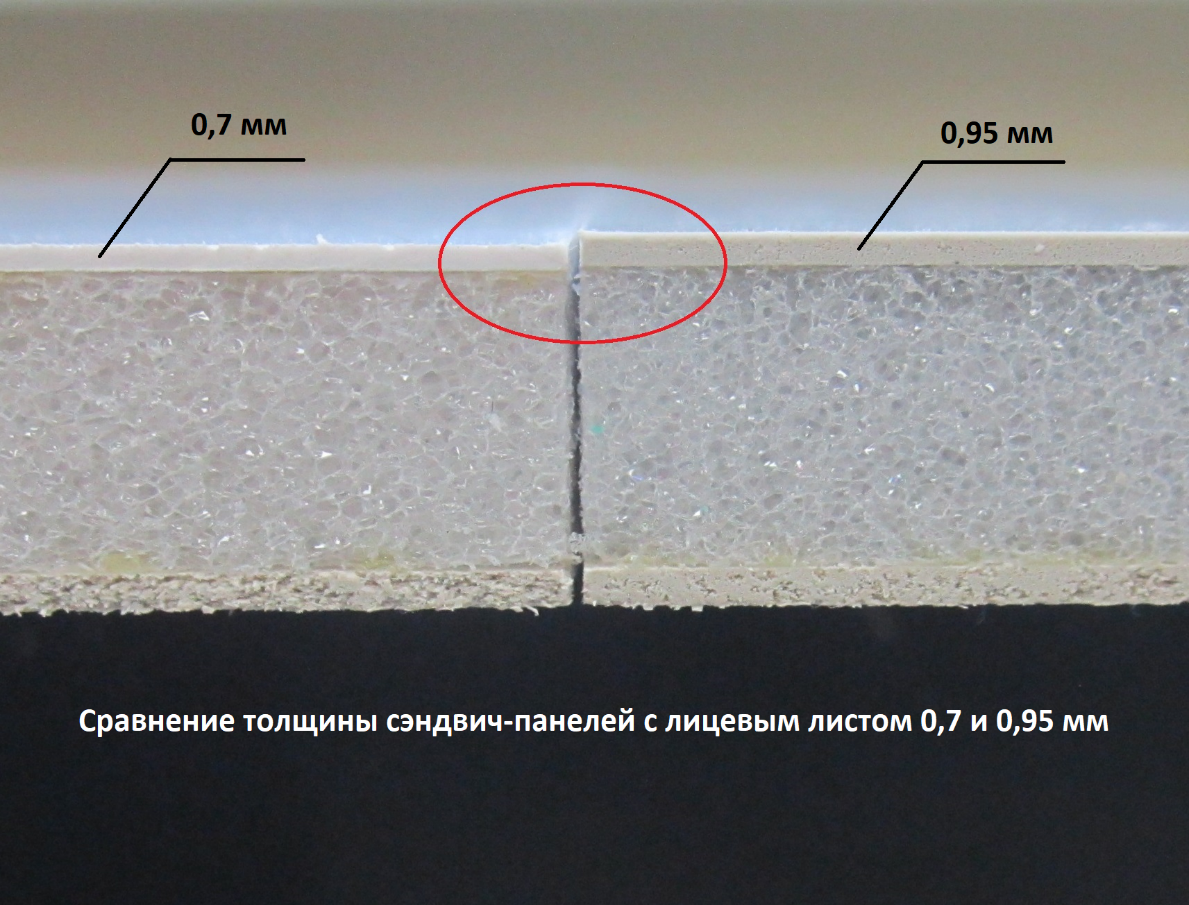 0,7 мм
0,95 мм
Сравнение толщины сэндвич-панелей с лицевым листом 0,7 и 0,95 мм